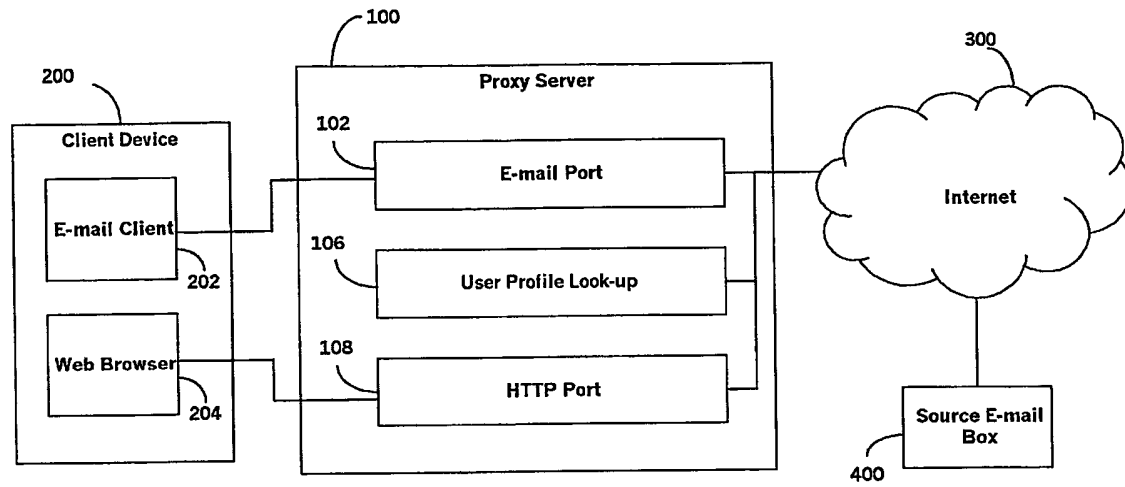 100
300
200
Proxy Server
Client Device
102
E-mail Port
E-mail Client
202
Internet
106
User Profile Look-up
Web Browser
204
108
HTTP Port
Source E-mail
Box
400